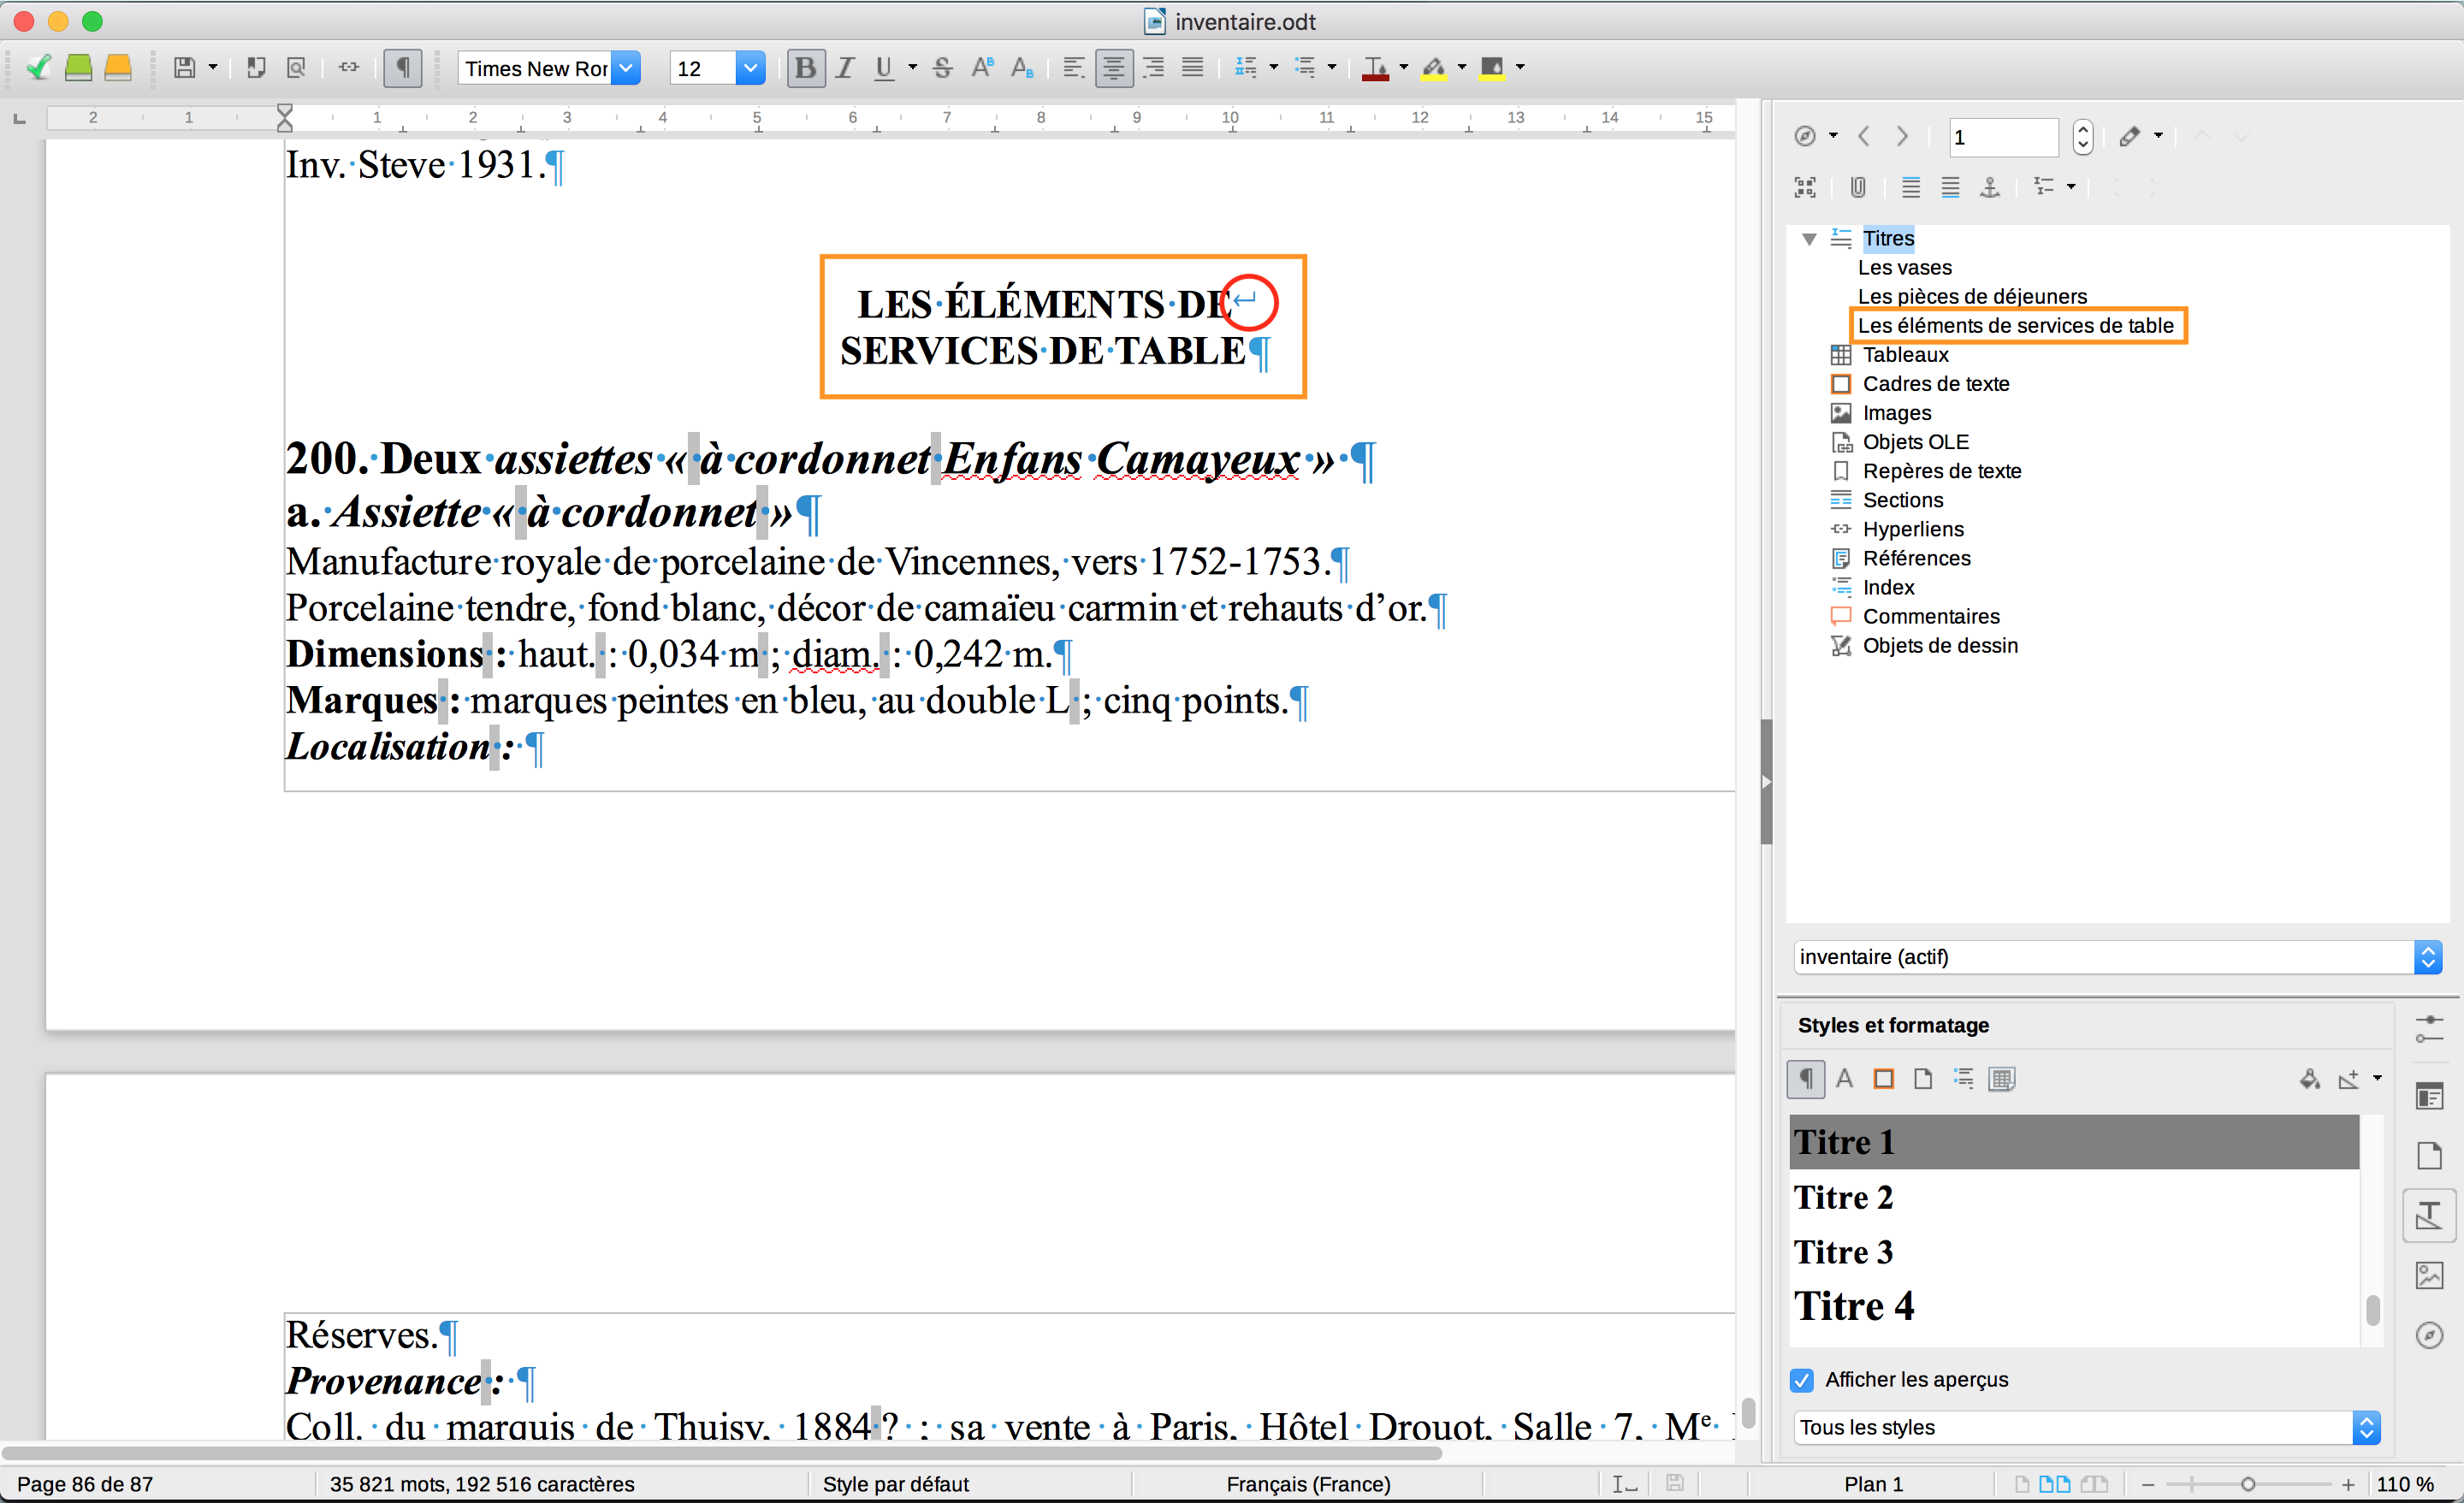 inventaire.odt
Times New Ror
12
2 1 1 2 3 4 5 6 7 8 9 10 11 12 13 14 15
Inv. Steve 1931.¶
LES ÉLÉMENTS DE↵
SERVICES DE TABLE¶
200. Deux assiettes « à cordonnet Enfans Camayeux » ¶
a. Assiette « à cordonnet »¶
Manufacture royale de porcelaine de Vincennes, vers 1752-1753.¶
Porcelaine tendre, fond blanc, décor de camaïeu carmin et rehauts d’or.¶
Dimensions : haut. : 0,034 m ; diam. : 0,242 m.¶
Marques : marques peintes en bleu, au double L ; cinq points.¶
Localisation : ¶
Réserves.¶
Provenance : ¶
Coll. du marquis de Thuisy, 1884 ? ; sa vente à Paris, Hôtel Drouot, Salle 7, Mᵉ
1
Titres
Les vases
Les pièces de déjeuners
Les éléments de services de table
Tableaux
Cadres de texte
Images
Objets OLE
Repères de texte
Sections
Hyperliens
Références
Index
Commentaires
Objets de dessin
inventaire (actif)
Styles et formatage
Titre 1
Titre 2
Titre 3
Titre 4
Afficher les aperçus
Tous les styles
Page 86 de 87
35 821 mots, 192 516 caractères
Style par défaut
Français (France)
Plan 1
110 %